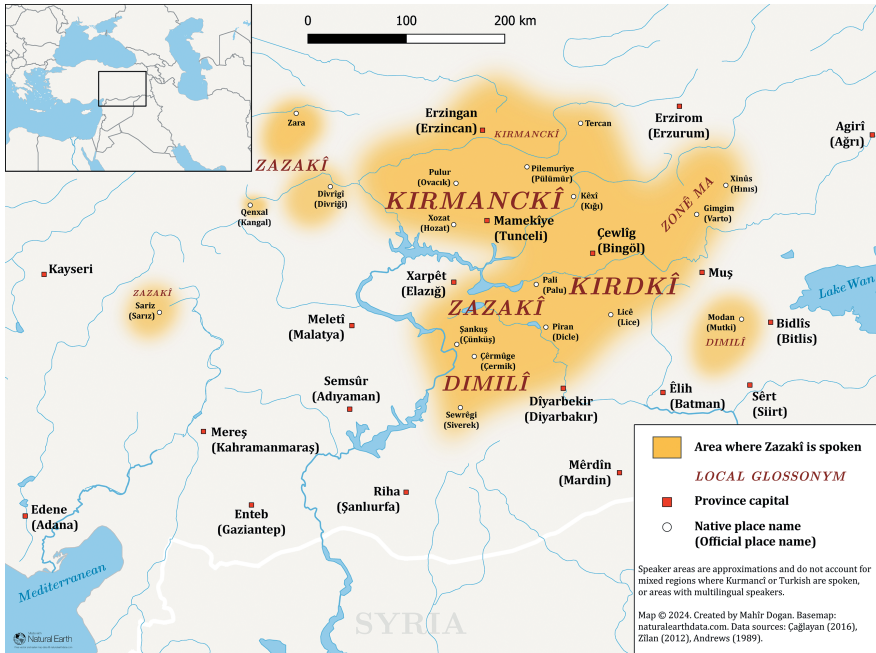 0
100
200 km
Zara
ZAZAKÎ
Erzingan
(Erzincan)
KIRMANCKÎ
Tercan
Erzirom
(Erzurum)
Agirî
(Ağrı)
Pulur
(Ovacık)
Pilemurîye
(Pülümür)
Xinûs
(Hınıs)
Divrîgi
(Divriği)
Qenxal
(Kangal)
KIRMANCKÎ
Kêxî
(Kığı)
ZONÊ MA
Gimgim
(Varto)
Xozat
(Hozat)
Mamekîye
(Tunceli)
Çewlîg
(Bingöl)
Kayseri
Xarpêt
(Elazığ)
Pali
(Palu)
KIRDKÎ
Muş
Lake Wan
ZAZAKÎ
Sariz
(Sarız)
ZAZAKÎ
Meletî
(Malatya)
Şankuş
(Çünküş)
Piran
(Dicle)
Licê
(Lice)
Modan
(Mutki)
DIMILÎ
Bidlîs
(Bitlis)
Çêrmûge
(Çermik)
DIMILÎ
Semsûr
(Adıyaman)
Dîyarbekir
(Diyarbakır)
Êlih
(Batman)
Sêrt
(Siirt)
Sewrêgi
(Siverek)
Mereş
(Kahramanmaraş)
Mêrdîn
(Mardin)
Riha
(Şanlıurfa)
Edene
(Adana)
Enteb
(Gaziantep)
Mediterranean
SYRIA
Area where Zazakî is spoken
LOCAL GLOSSONYM
Province capital
Native place name
(Official place name)
Speaker areas are approximations and do not account for
mixed regions where Kurmancî or Turkish are spoken,
or areas with multilingual speakers.
Map © 2024. Created by Mahîr Dogan. Basemap:
naturalearthdata.com. Data sources: Çağlayan (2016),
Zîlan (2012), Andrews (1989).
Natural Earth